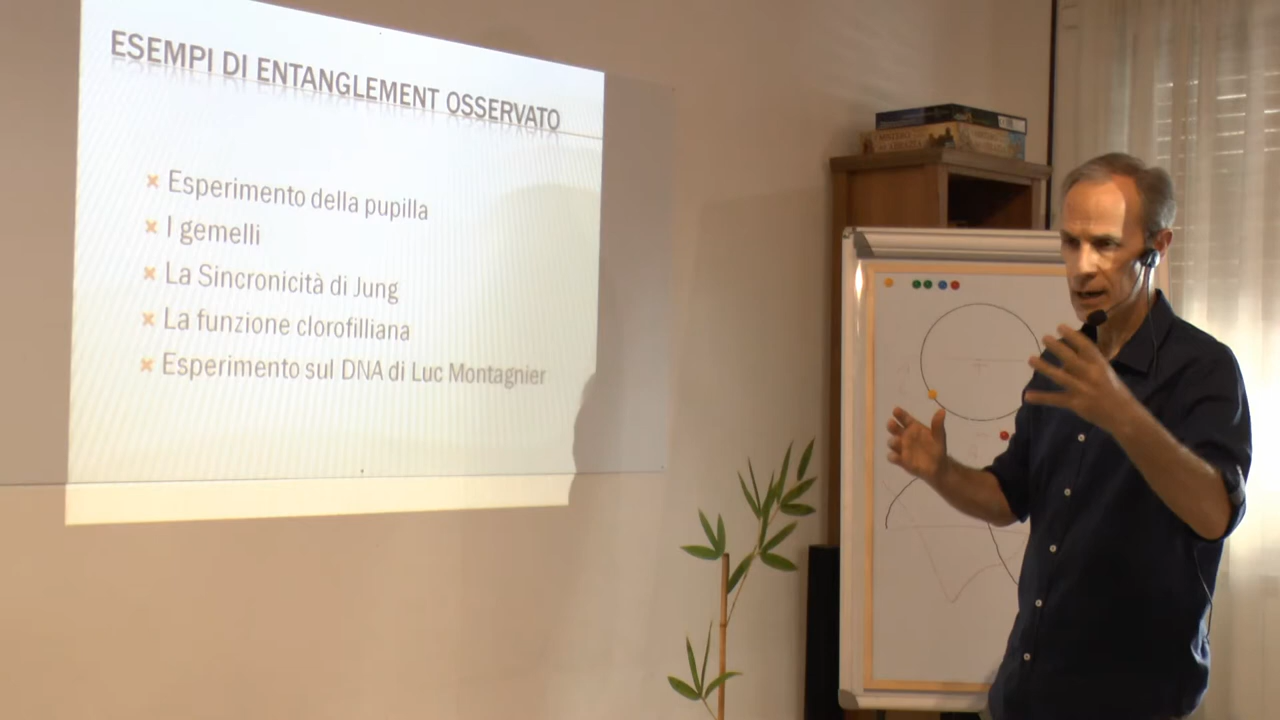 ESEMPI DI ENTANGLEMENT OSSERVATO
Esperimento della pupilla
I gemelli
La Sincronicità di Jung
La funzione clorofilliana
Esperimento sul DNA di Luc Montagnier